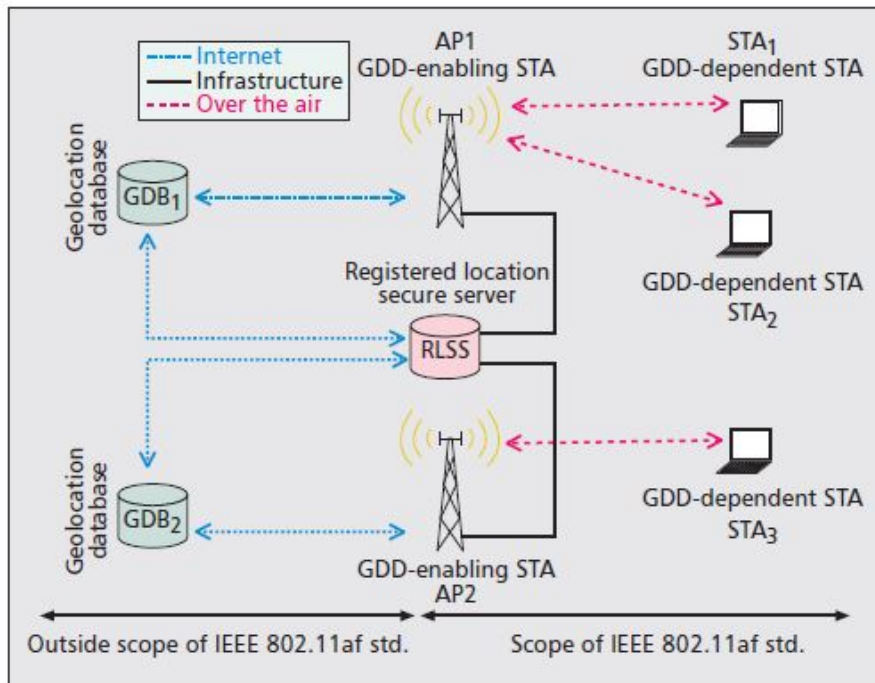 Internet
Infrastructure
Over the air
AP1
GDD-enabling STA
STA1
GDD-dependent STA
Geolocation
database
GDB1
GDD-dependent STA
STA2
Registered location
secure server
RLSS
Geolocation
database
GDB2
GDD-dependent STA
STA3
GDD-enabling STA
AP2
Outside scope of IEEE 802.11af std.
Scope of IEEE 802.11af std.